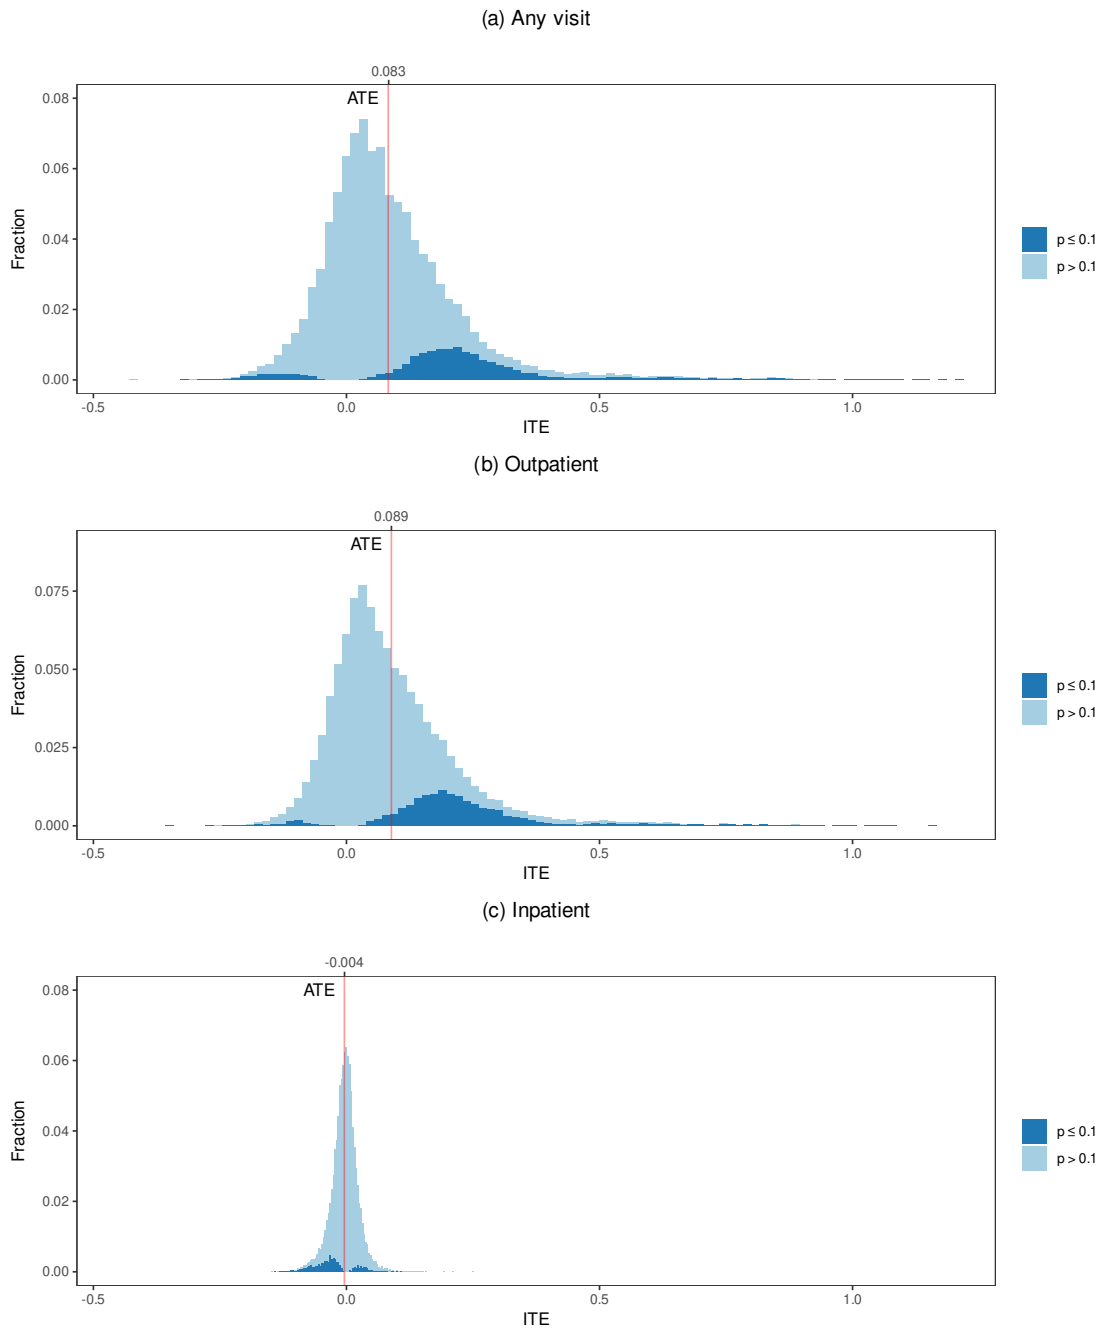 (a) Any visit
0.083
ATE
0.08
0.06
0.04
0.02
0.00
Fraction
-0.5
0.0
0.5
1.0
ITE
p ≤ 0.1
p > 0.1
(b) Outpatient
0.089
ATE
0.075
0.050
0.025
0.000
Fraction
-0.5
0.0
0.5
1.0
ITE
p ≤ 0.1
p > 0.1
(c) Inpatient
-0.004
ATE
0.08
0.06
0.04
0.02
0.00
Fraction
-0.5
0.0
0.5
1.0
ITE
p ≤ 0.1
p > 0.1